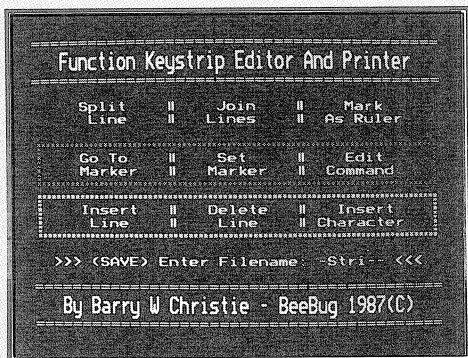 Function Keystrip Editor And Printer
Split || Join || Mark
Line || Lines || As Ruler
Go To || Set || Edit
Marker || Marker || Command
Insert || Delete || Insert
Line || Line || Character
>>> (SAVE) Enter Filename: -Stri-- <<<
By Barry W Christie - BeeBug 1987(C)